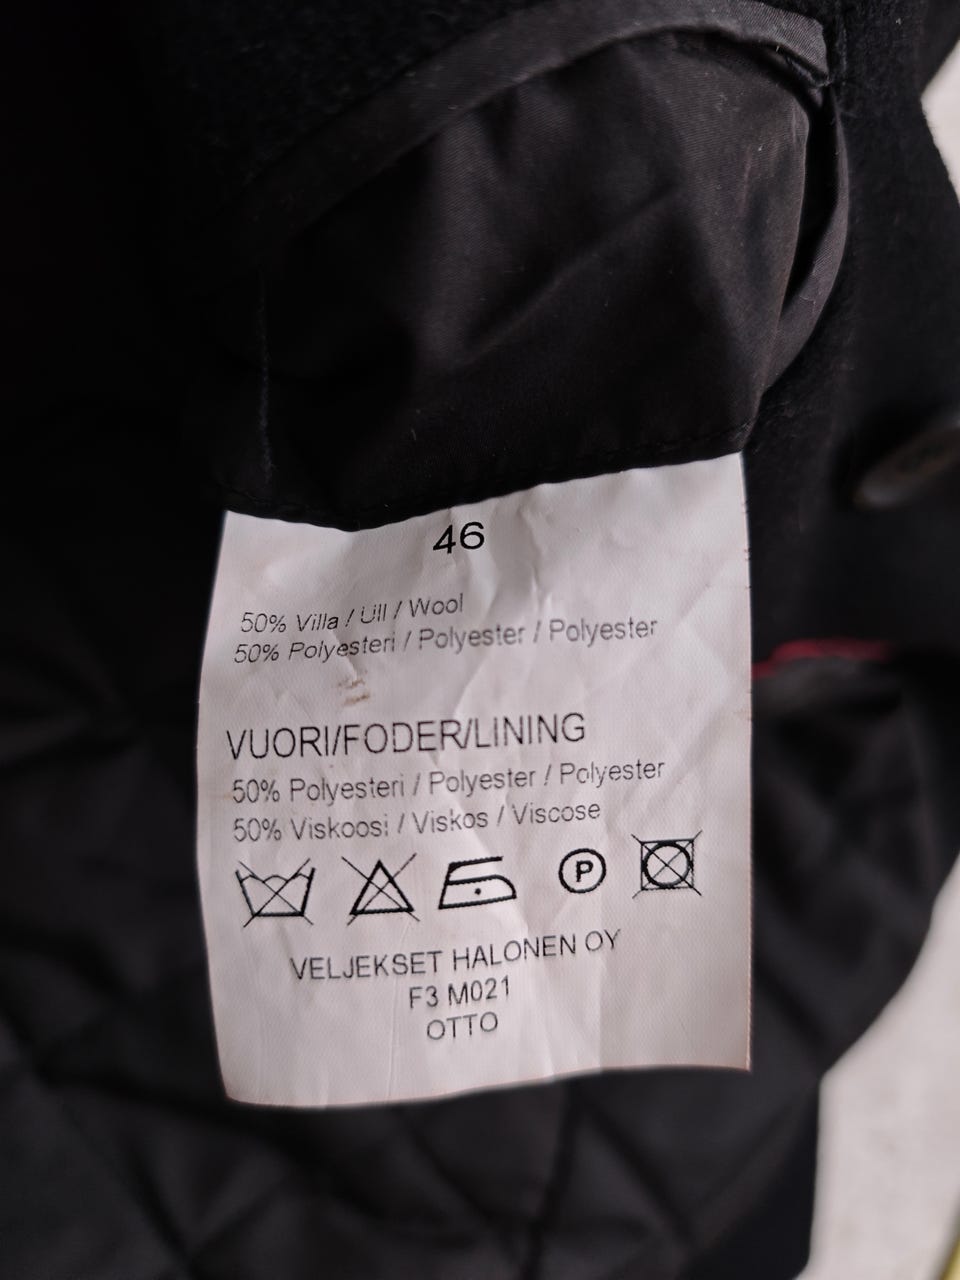 46
50% Villa / Ull / Wool
50% Polyesteri / Polyester / Polyester
VUORI/FODER/LINING
50% Polyesteri / Polyester / Polyester
50% Viskoosi / Viskos / Viscose
P
VELJEKSET HALONEN OY
F3 M021
OTTO